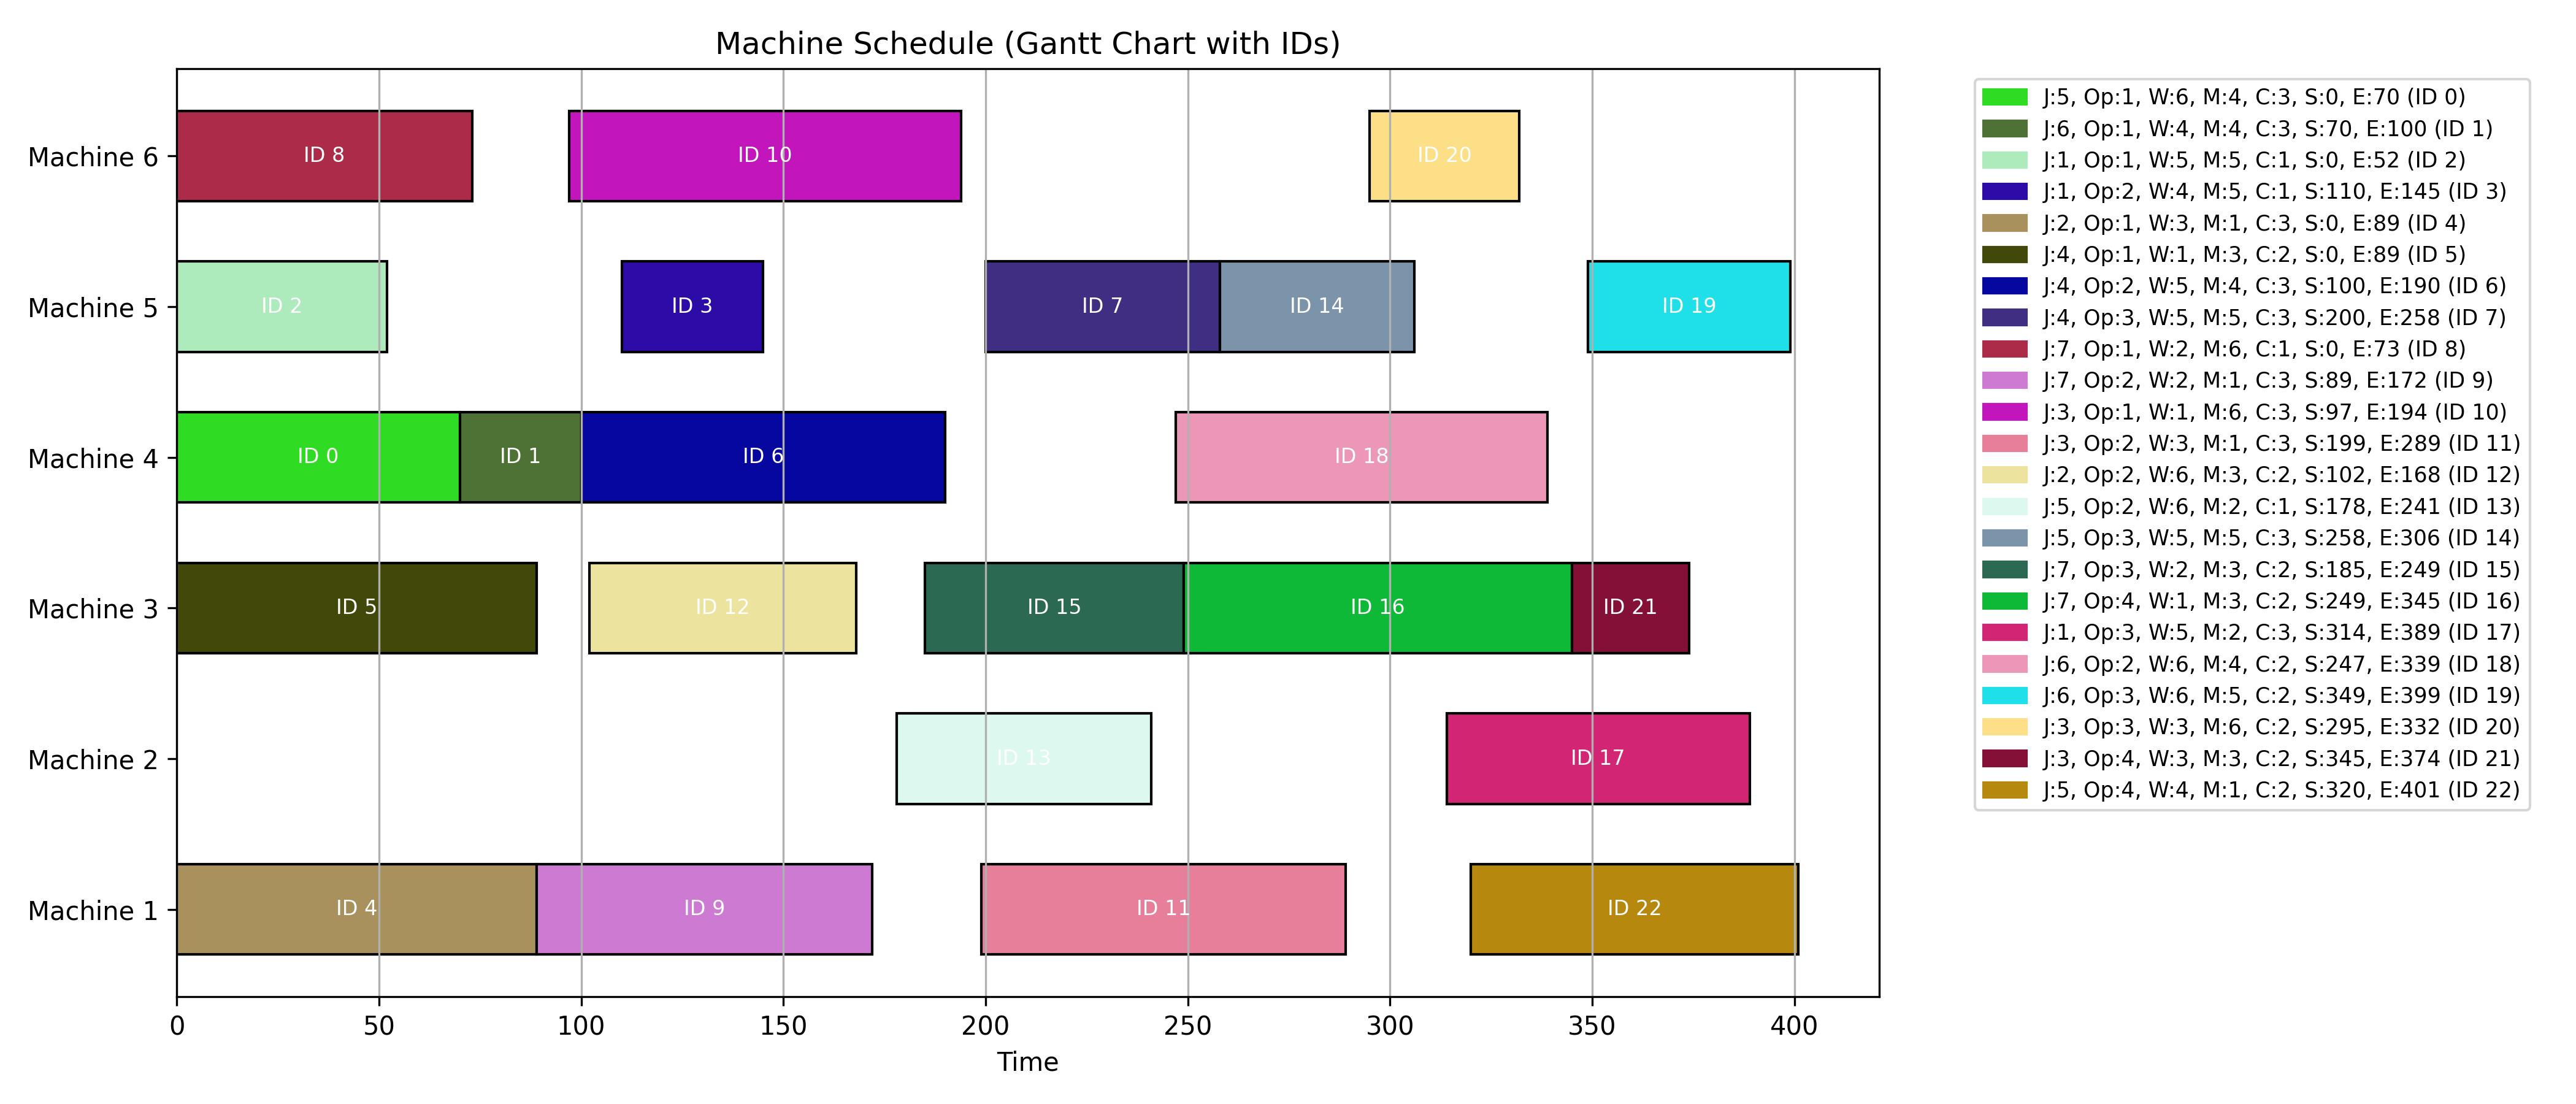 Machine Schedule (Gantt Chart with IDs)
Machine 6
ID 8
ID 10
ID 20
Machine 5
ID 2
ID 3
ID 7
ID 14
ID 19
Machine 4
ID 0
ID 1
ID 6
ID 18
Machine 3
ID 5
ID 12
ID 15
ID 16
ID 21
Machine 2
ID 13
ID 17
Machine 1
ID 4
ID 9
ID 11
ID 22
0 50 100 150 200 250 300 350 400
Time
J:5, Op:1, W:6, M:4, C:3, S:0, E:70 (ID 0)
J:6, Op:1, W:4, M:4, C:3, S:70, E:100 (ID 1)
J:1, Op:1, W:5, M:5, C:1, S:0, E:52 (ID 2)
J:1, Op:2, W:4, M:5, C:1, S:110, E:145 (ID 3)
J:2, Op:1, W:3, M:1, C:3, S:0, E:89 (ID 4)
J:4, Op:1, W:1, M:3, C:2, S:0, E:89 (ID 5)
J:4, Op:2, W:5, M:4, C:3, S:100, E:190 (ID 6)
J:4, Op:3, W:5, M:5, C:3, S:200, E:258 (ID 7)
J:7, Op:1, W:2, M:6, C:1, S:0, E:73 (ID 8)
J:7, Op:2, W:2, M:1, C:3, S:89, E:172 (ID 9)
J:3, Op:1, W:1, M:6, C:3, S:97, E:194 (ID 10)
J:3, Op:2, W:3, M:1, C:3, S:199, E:289 (ID 11)
J:2, Op:2, W:6, M:3, C:2, S:102, E:168 (ID 12)
J:5, Op:2, W:6, M:2, C:1, S:178, E:241 (ID 13)
J:5, Op:3, W:5, M:5, C:3, S:258, E:306 (ID 14)
J:7, Op:3, W:2, M:3, C:2, S:185, E:249 (ID 15)
J:7, Op:4, W:1, M:3, C:2, S:249, E:345 (ID 16)
J:1, Op:3, W:5, M:2, C:3, S:314, E:389 (ID 17)
J:6, Op:2, W:6, M:4, C:2, S:247, E:339 (ID 18)
J:6, Op:3, W:6, M:5, C:2, S:349, E:399 (ID 19)
J:3, Op:3, W:3, M:6, C:2, S:295, E:332 (ID 20)
J:3, Op:4, W:3, M:3, C:2, S:345, E:374 (ID 21)
J:5, Op:4, W:4, M:1, C:2, S:320, E:401 (ID 22)